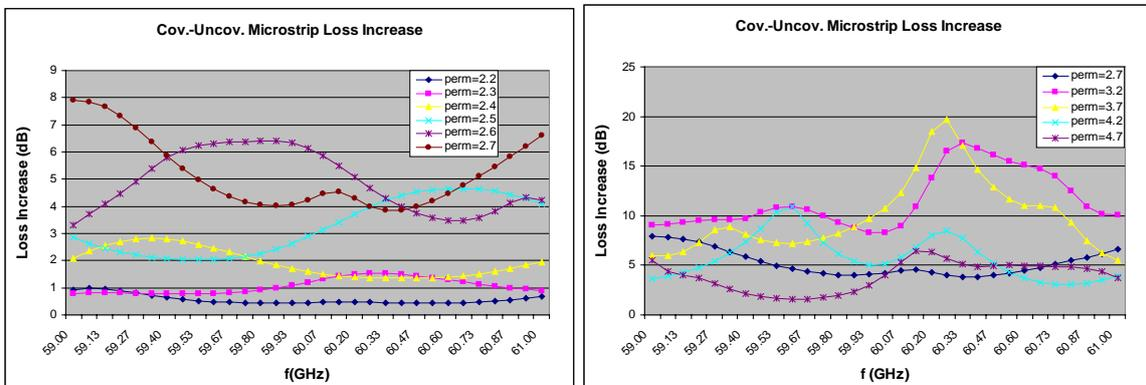 Cov.-Uncov. Microstrip Loss Increase
9
8
7
6
5
4
3
2
1
0
Loss Increase (dB)
perm=2.2
perm=2.3
perm=2.4
perm=2.5
perm=2.6
perm=2.7
59.00
59.13
59.27
59.40
59.53
59.67
59.80
59.93
60.07
60.20
60.33
60.47
60.60
60.73
60.87
61.00
f(GHz)
Cov.-Uncov. Microstrip Loss Increase
25
20
15
10
5
0
Loss Increase (dB)
perm=2.7
perm=3.2
perm=3.7
perm=4.2
perm=4.7
59.00
59.13
59.27
59.40
59.53
59.67
59.80
59.93
60.07
60.20
60.33
60.47
60.60
60.73
60.87
61.00
f (GHz)